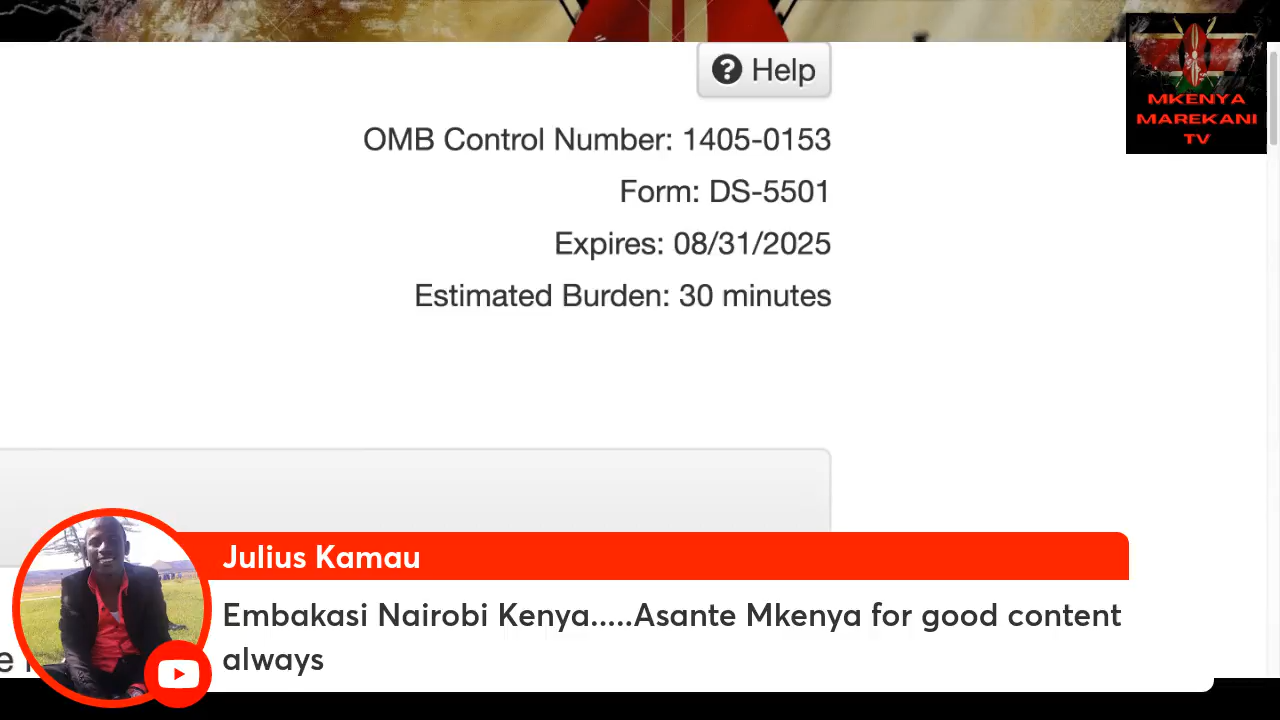 Help
MKENYA
MAREKANI
TV
OMB Control Number: 1405-0153
Form: DS-5501
Expires: 08/31/2025
Estimated Burden: 30 minutes
Julius Kamau
Embakasi Nairobi Kenya.....Asante Mkenya for good content
always